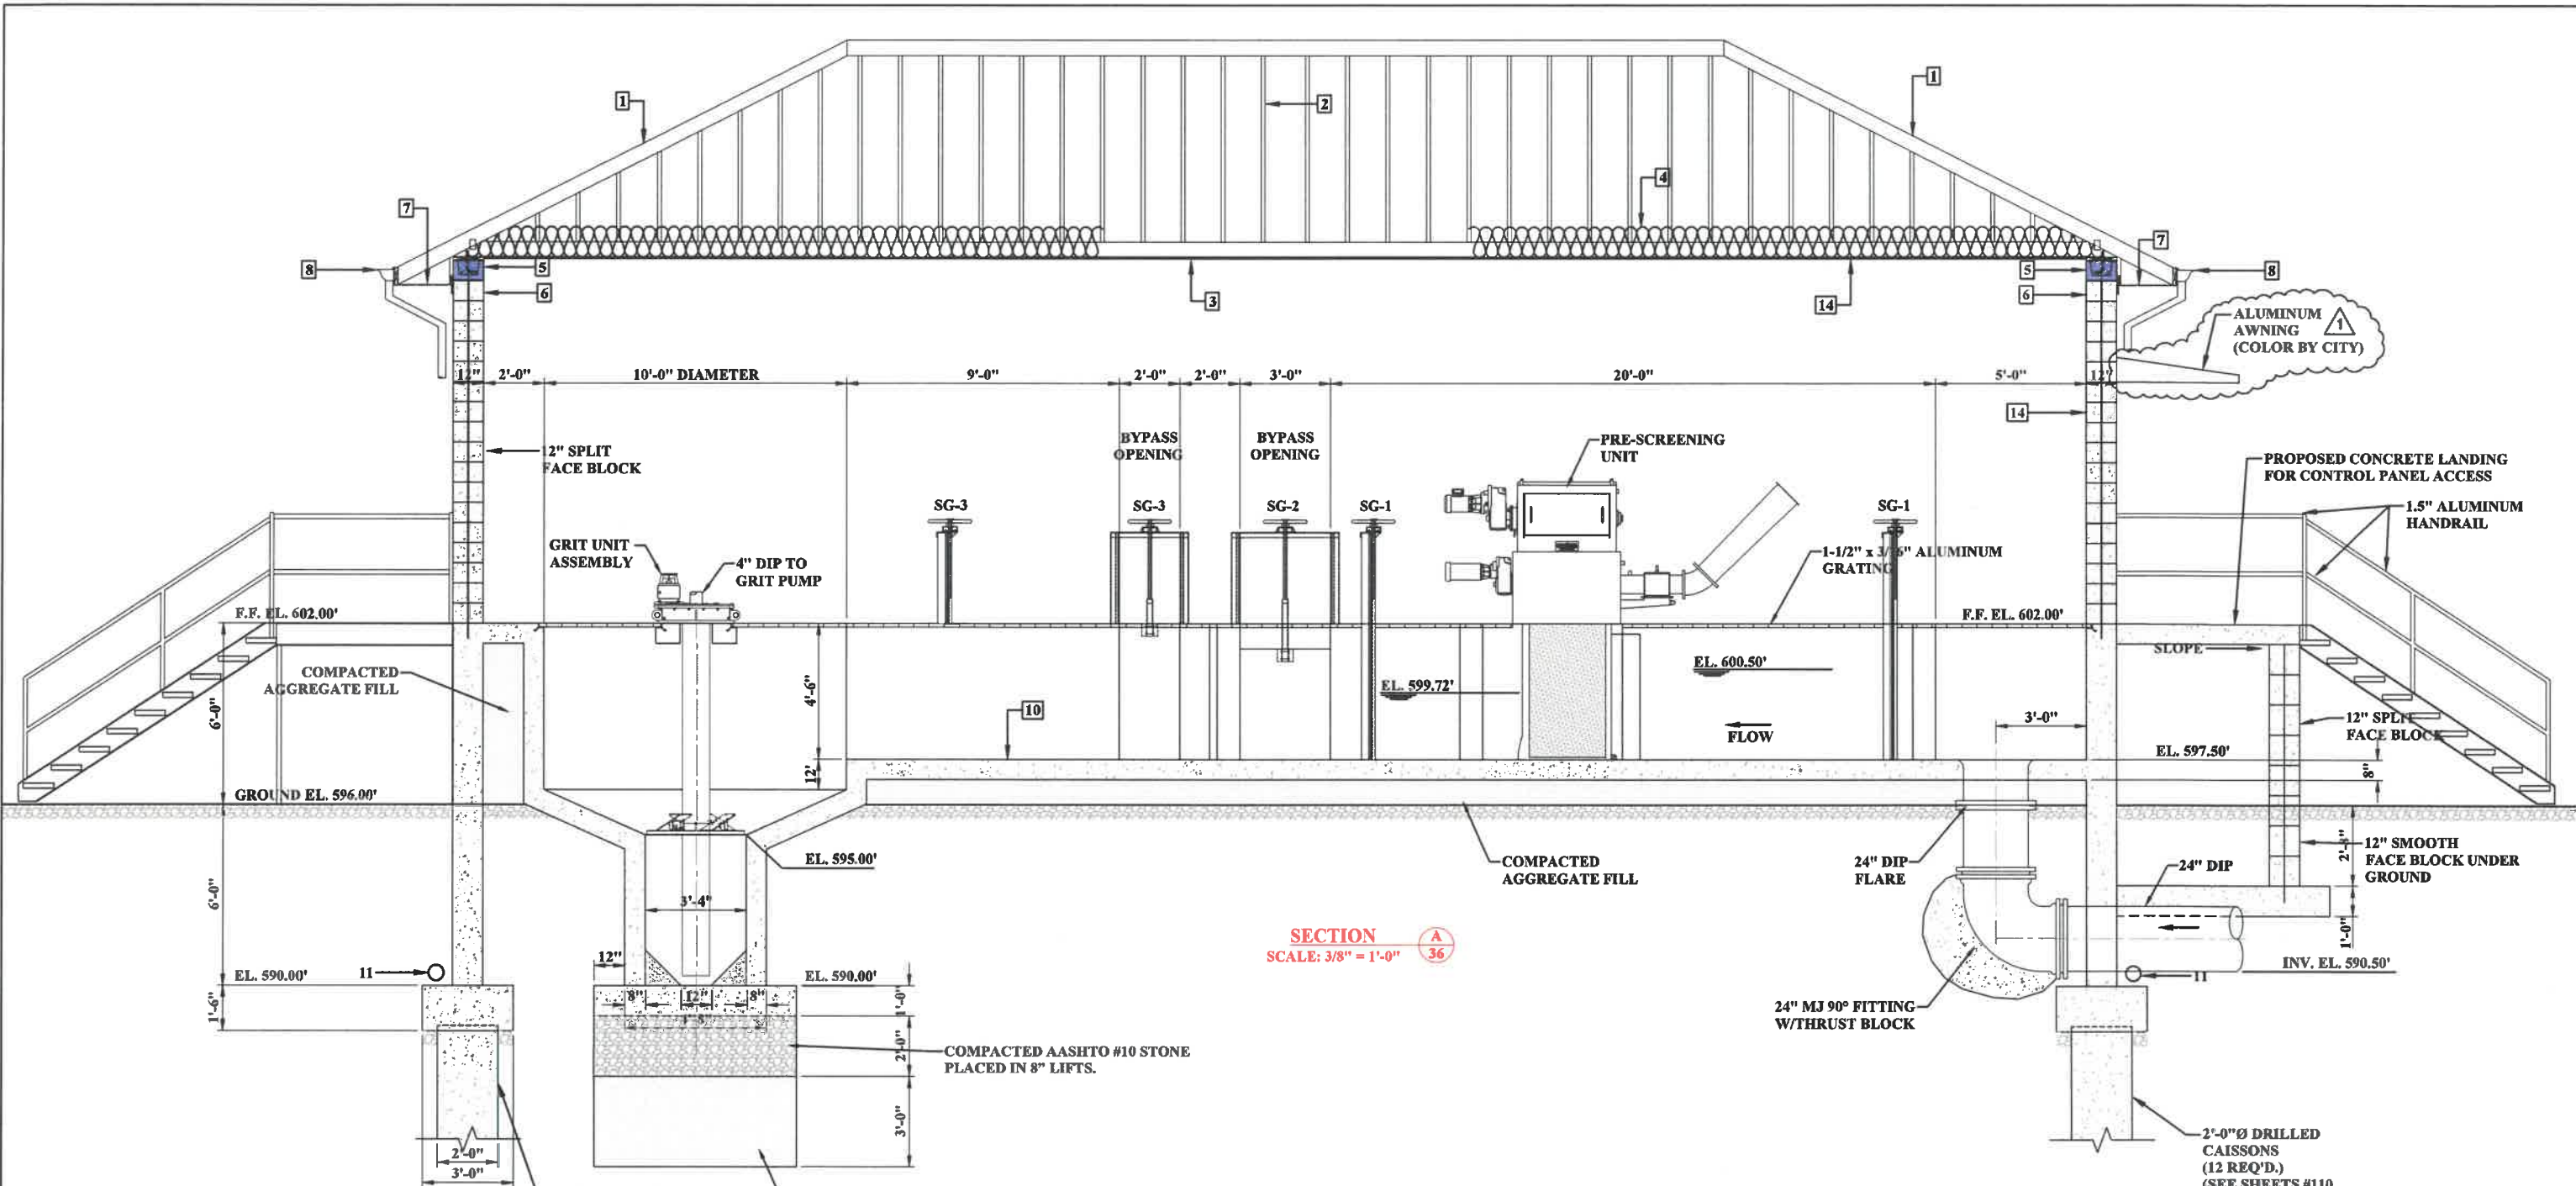 1
1
2
4
7
7
8
5
5
8
6
3
14
6
ALUMINUM
AWNING
(COLOR BY CITY)
1
12"
2'-0"
10'-0" DIAMETER
9'-0"
2'-0"
2'-0"
3'-0"
20'-0"
5'-0"
12"
14
12" SPLIT
FACE BLOCK
BYPASS
OPENING
BYPASS
OPENING
PRE-SCREENING
UNIT
PROPOSED CONCRETE LANDING
FOR CONTROL PANEL ACCESS
1.5" ALUMINUM
HANDRAIL
SG-3
SG-3
SG-2
SG-1
SG-1
GRIT UNIT
ASSEMBLY
4" DIP TO
GRIT PUMP
1-1/2" x 3/16" ALUMINUM
GRATING
F.F. EL. 602.00'
F.F. EL. 602.00'
COMPACTED
AGGREGATE FILL
SLOPE
EL. 600.50'
EL. 599.72'
6'-0"
4'-6"
10
FLOW
3'-0"
12" SPLIT
FACE BLOCK
EL. 597.50'
12'
8"
GROUND EL. 596.00'
EL. 595.00'
COMPACTED
AGGREGATE FILL
24" DIP
FLARE
24" DIP
2'-8"
12" SMOOTH
FACE BLOCK UNDER
GROUND
6'-0"
3'-4"
1'-0"
SECTION
SCALE: 3/8" = 1'-0"
A
36
12"
EL. 590.00'
11
EL. 590.00'
INV. EL. 590.50'
11
1'-6"
8"
12"
8"
1'-0"
24" MJ 90° FITTING
W/THRUST BLOCK
2'-0"
COMPACTED AASHTO #10 STONE
PLACED IN 8" LIFTS.
3'-0"
2'-0"
3'-0"
2'-0"Ø DRILLED
CAISSONS
(12 REQ'D.)
(SEE SHEETS #110